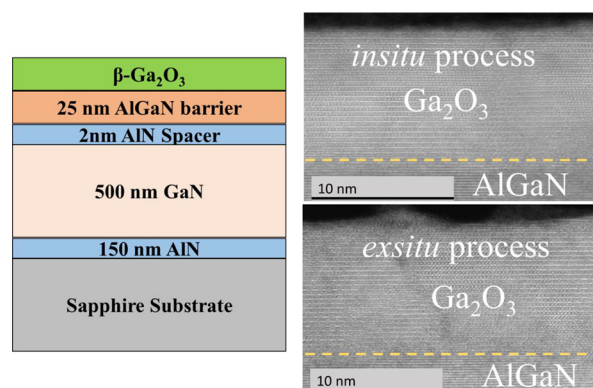 β-Ga₂O₃
25 nm AlGaN barrier
2nm AlN Spacer
500 nm GaN
150 nm AlN
Sapphire Substrate
insitu process
Ga₂O₃
10 nm
AlGaN
exsitu process
Ga₂O₃
10 nm
AlGaN